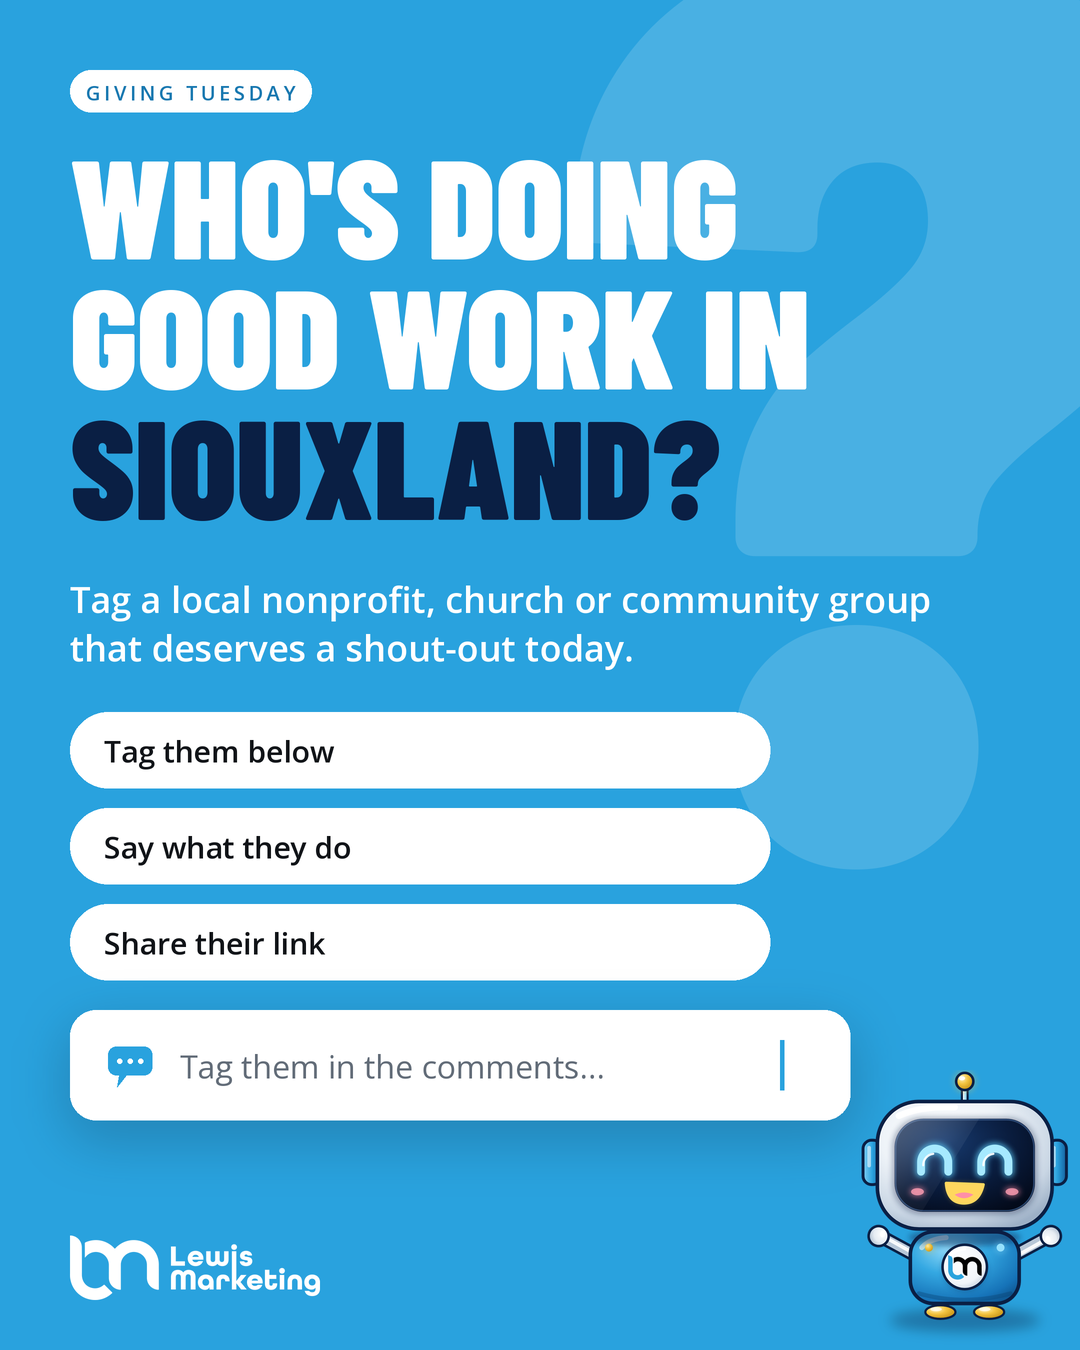 GIVING TUESDAY
WHO'S DOING
GOOD WORK IN
SIOUXLAND?
Tag a local nonprofit, church or community group
that deserves a shout-out today.
Tag them below
Say what they do
Share their link
Tag them in the comments...
Lewis
Marketing